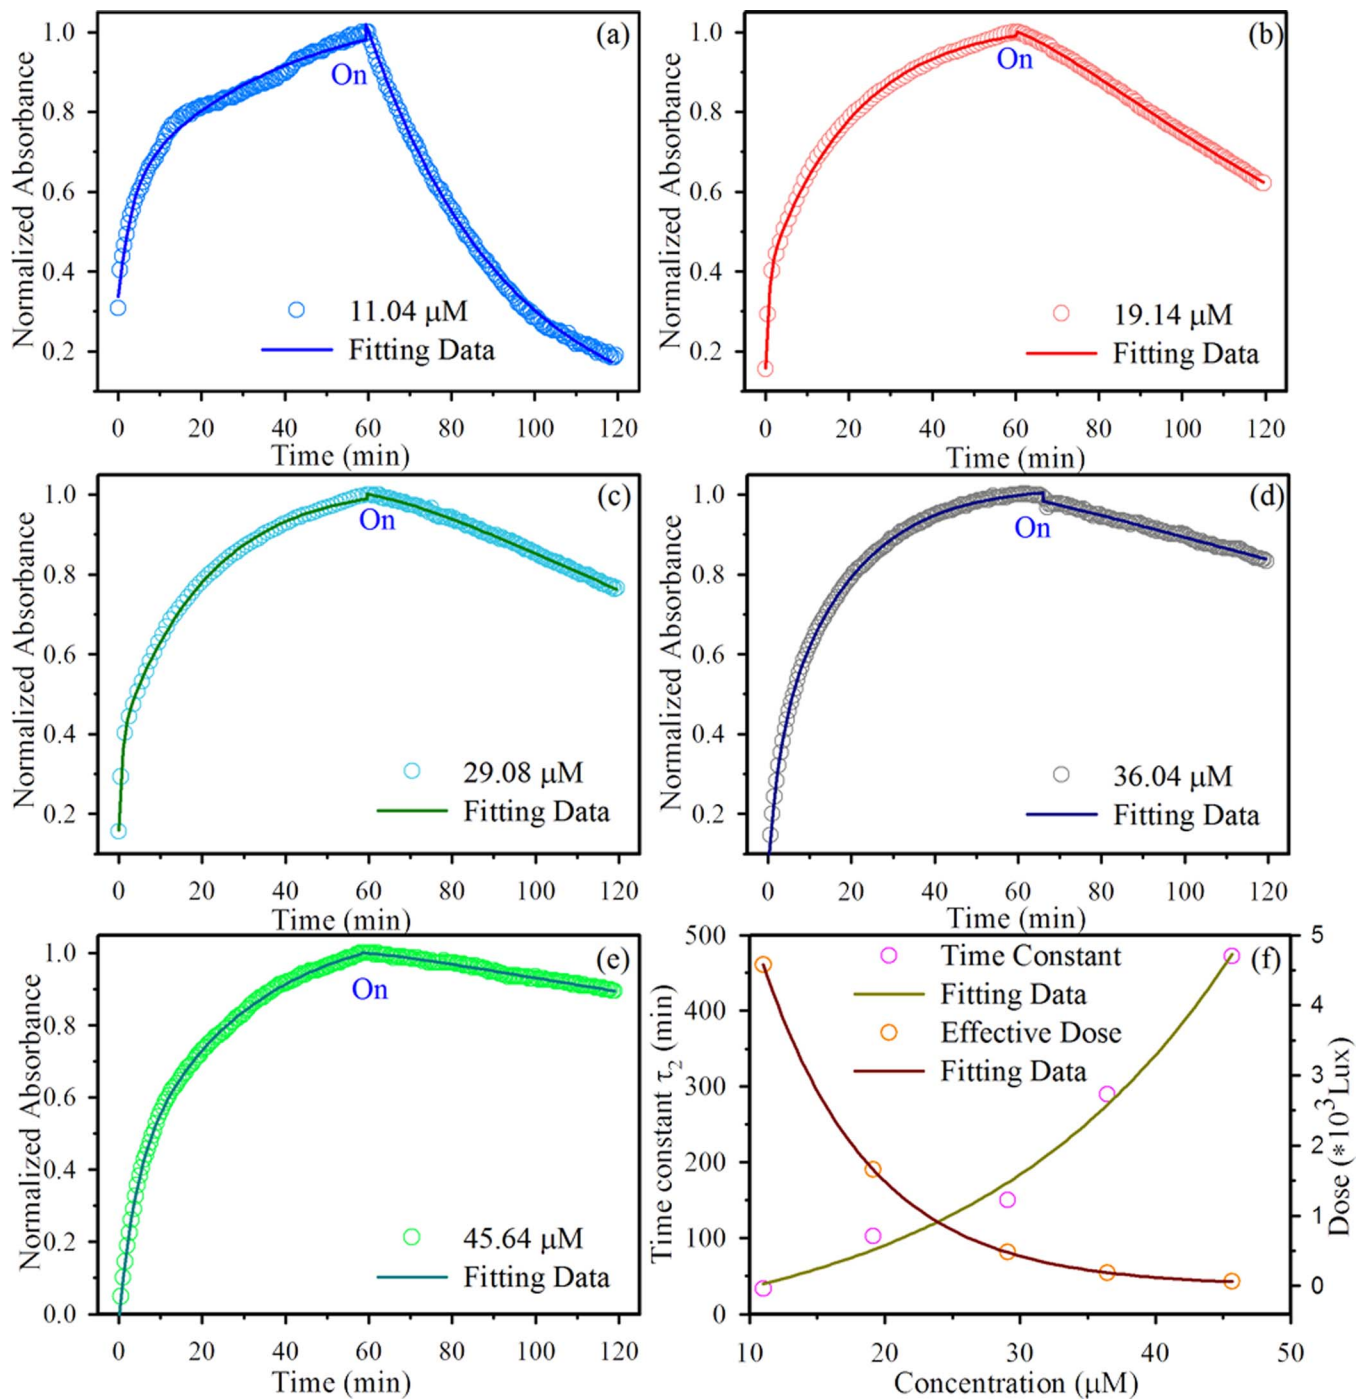 (a)
Normalized Absorbance
1.0
0.8
0.6
0.4
0.2
On
11.04 μM
Fitting Data
0 20 40 60 80 100 120
Time (min)
(b)
Normalized Absorbance
1.0
0.8
0.6
0.4
0.2
On
19.14 μM
Fitting Data
0 20 40 60 80 100 120
Time (min)
(c)
Normalized Absorbance
1.0
0.8
0.6
0.4
0.2
On
29.08 μM
Fitting Data
0 20 40 60 80 100 120
Time (min)
(d)
Normalized Absorbance
1.0
0.8
0.6
0.4
0.2
On
36.04 μM
Fitting Data
0 20 40 60 80 100 120
Time (min)
(e)
Normalized Absorbance
1.0
0.8
0.6
0.4
0.2
0.0
On
45.64 μM
Fitting Data
0 20 40 60 80 100 120
Time (min)
(f)
Time constant τ₂ (min)
500
400
300
200
100
0
Time Constant
Fitting Data
Effective Dose
Fitting Data
5
4
3
2
1
0
Dose (*10³Lux)
10 20 30 40 50
Concentration (μM)